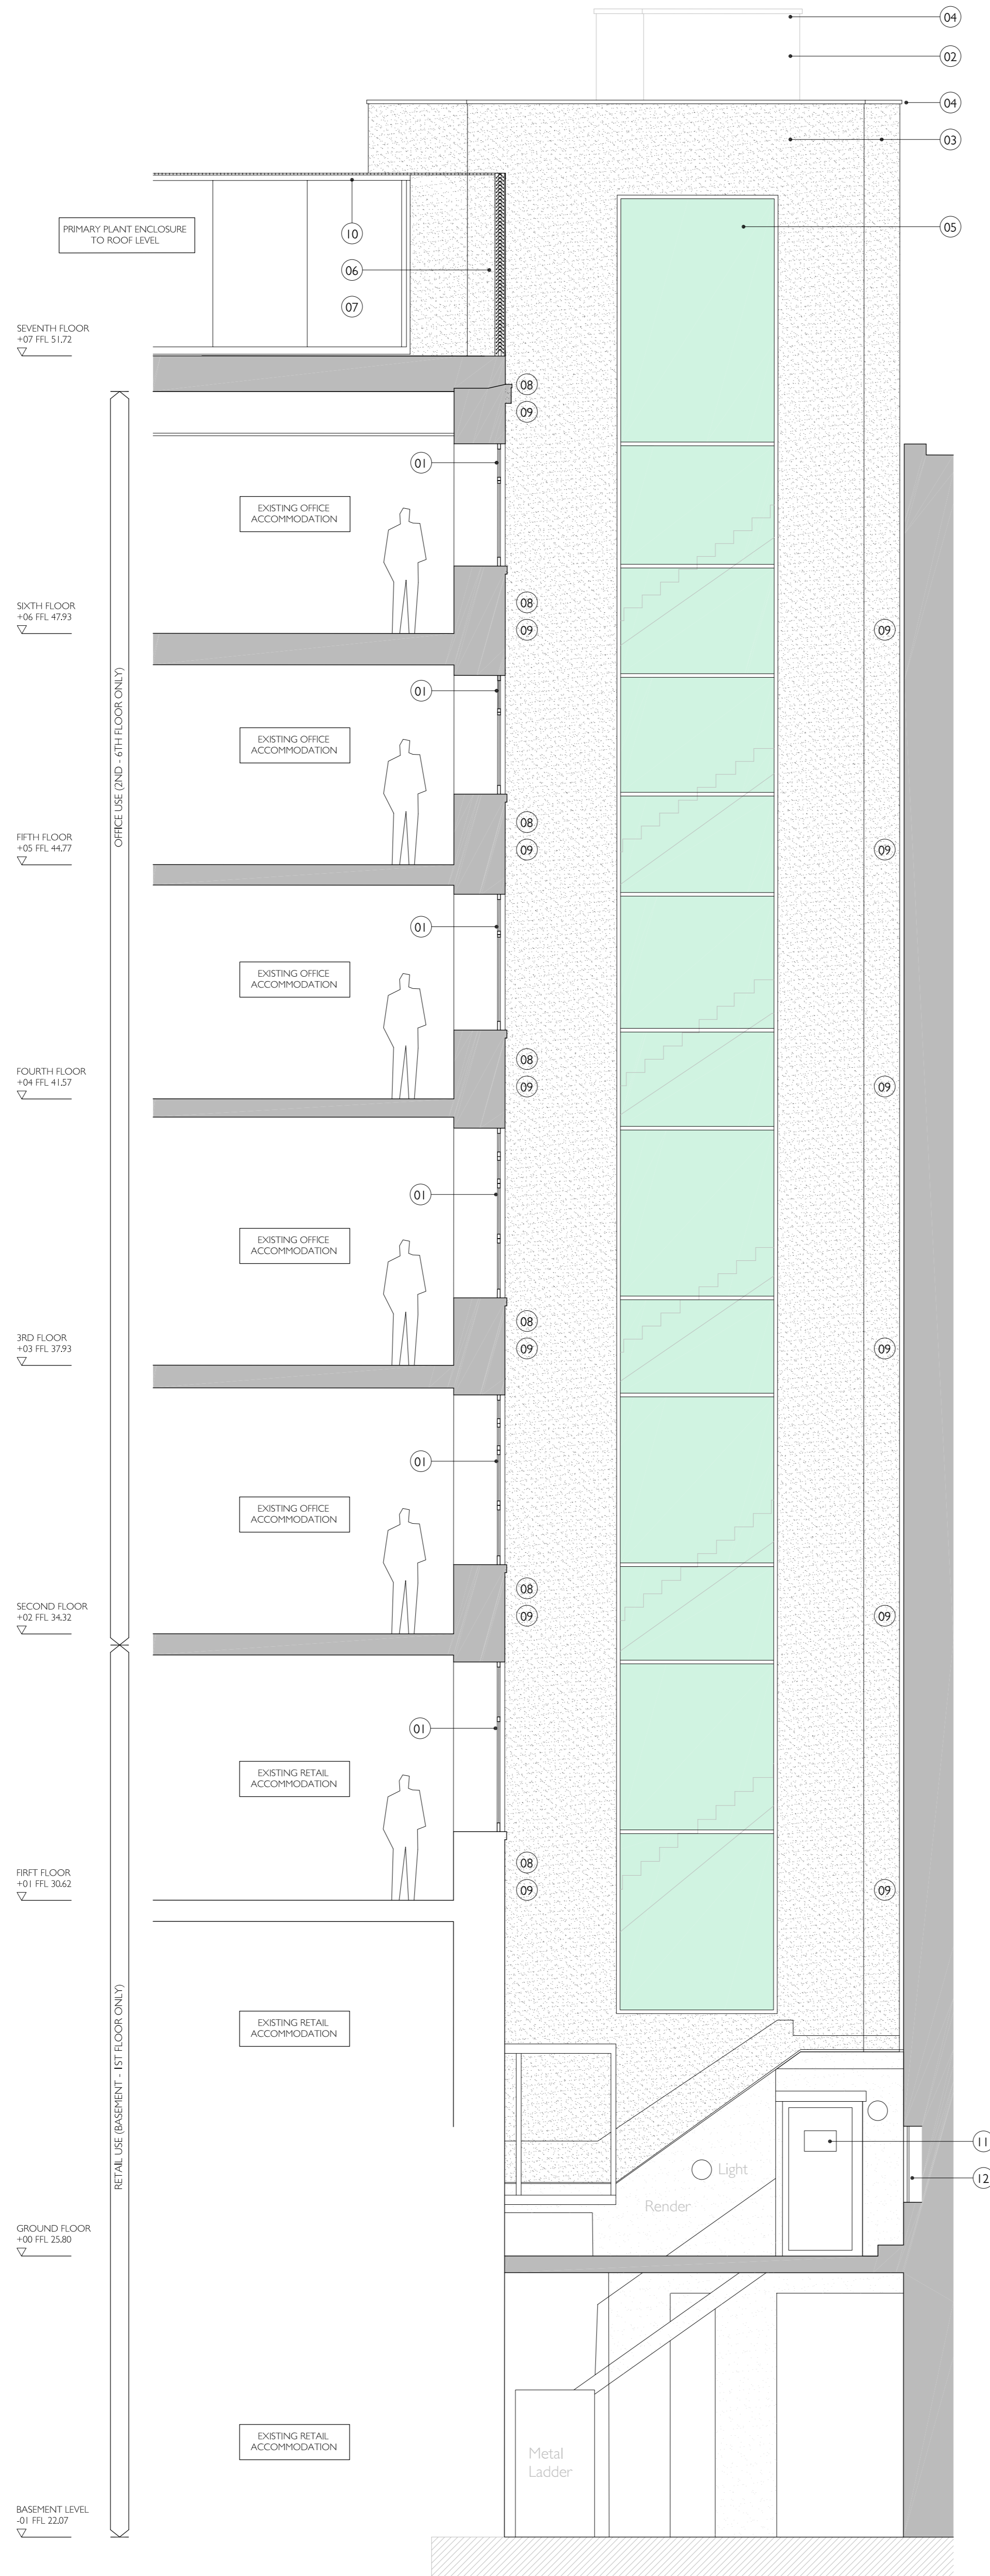 04
02
04
03
05
PRIMARY PLANT ENCLOSURE
TO ROOF LEVEL
10
06
07
SEVENTH FLOOR
+07 FFL 51.72
08
09
01
EXISTING OFFICE
ACCOMMODATION
SIXTH FLOOR
+06 FFL 47.93
08
09
09
OFFICE USE (2ND - 6TH FLOOR ONLY)
01
EXISTING OFFICE
ACCOMMODATION
FIFTH FLOOR
+05 FFL 44.77
08
09
09
01
EXISTING OFFICE
ACCOMMODATION
FOURTH FLOOR
+04 FFL 41.57
08
09
09
01
EXISTING OFFICE
ACCOMMODATION
3RD FLOOR
+03 FFL 37.93
08
09
09
01
EXISTING OFFICE
ACCOMMODATION
SECOND FLOOR
+02 FFL 34.32
08
09
09
01
EXISTING RETAIL
ACCOMMODATION
FIRFT FLOOR
+01 FFL 30.62
08
09
09
RETAIL USE (BASEMENT - 1ST FLOOR ONLY)
EXISTING RETAIL
ACCOMMODATION
11
12
Light
Render
GROUND FLOOR
+00 FFL 25.80
EXISTING RETAIL
ACCOMMODATION
Metal
Ladder
BASEMENT LEVEL
-01 FFL 22.07